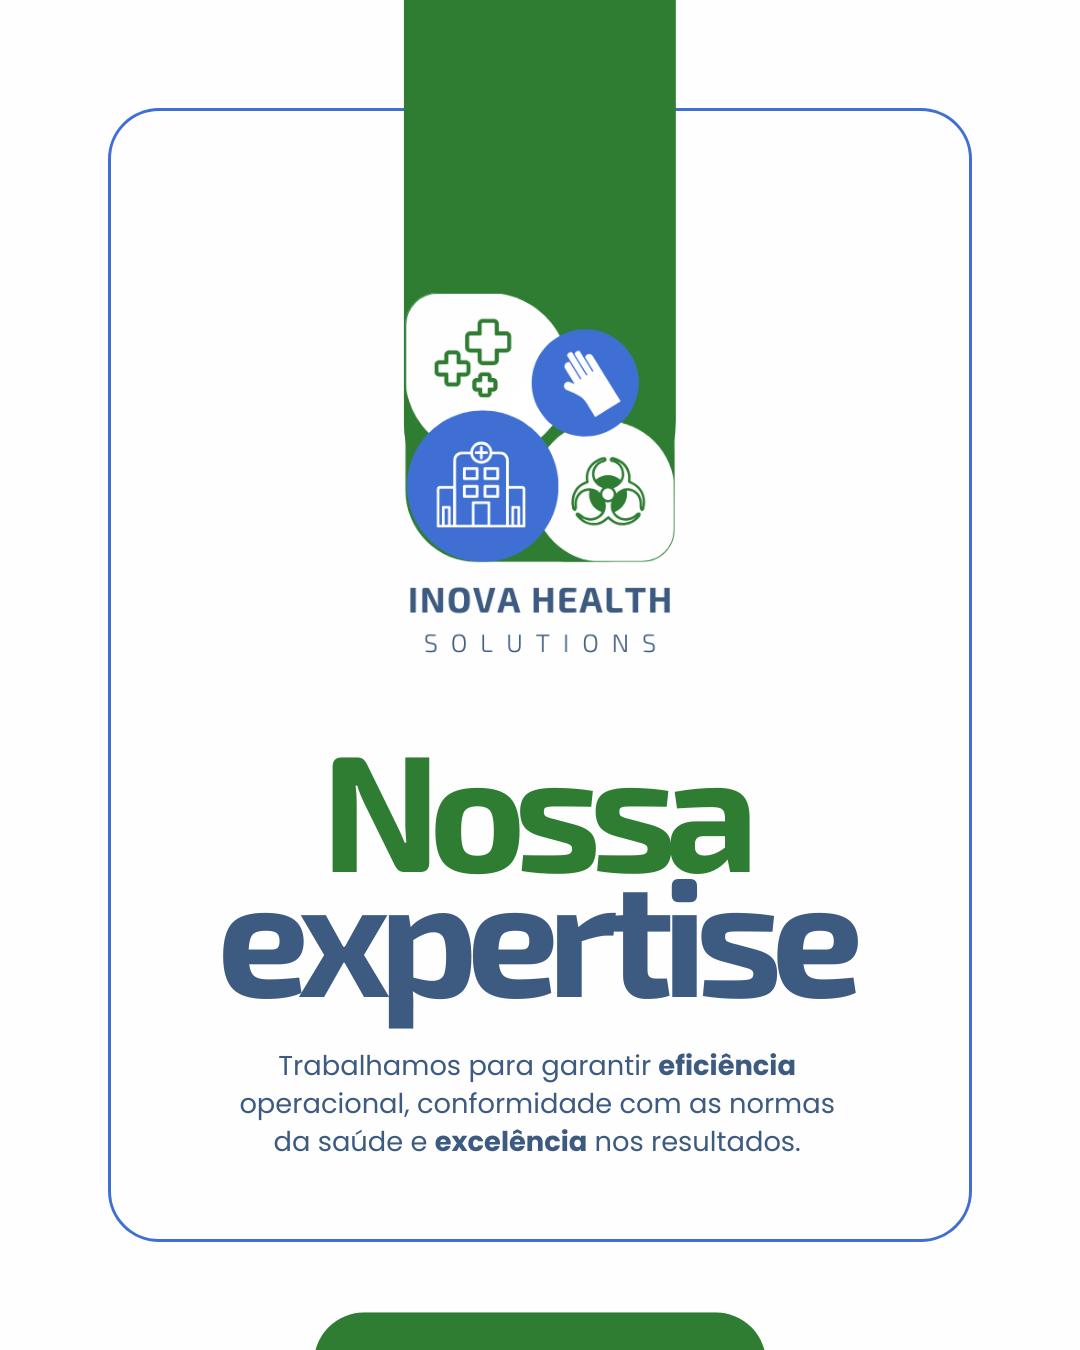 INOVA HEALTH
SOLUTIONS
Nossa
expertise
Trabalhamos para garantir eficiência
operacional, conformidade com as normas
da saúde e excelência nos resultados.